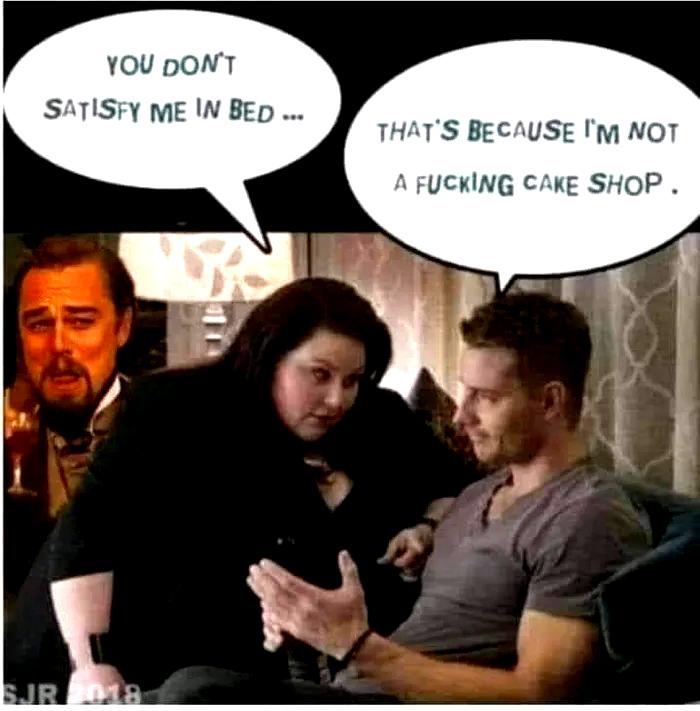 YOU DON'T
SATISFY ME IN BED ...
THAT'S BECAUSE I'M NOT
A FUCKING CAKE SHOP .
SJR 2018